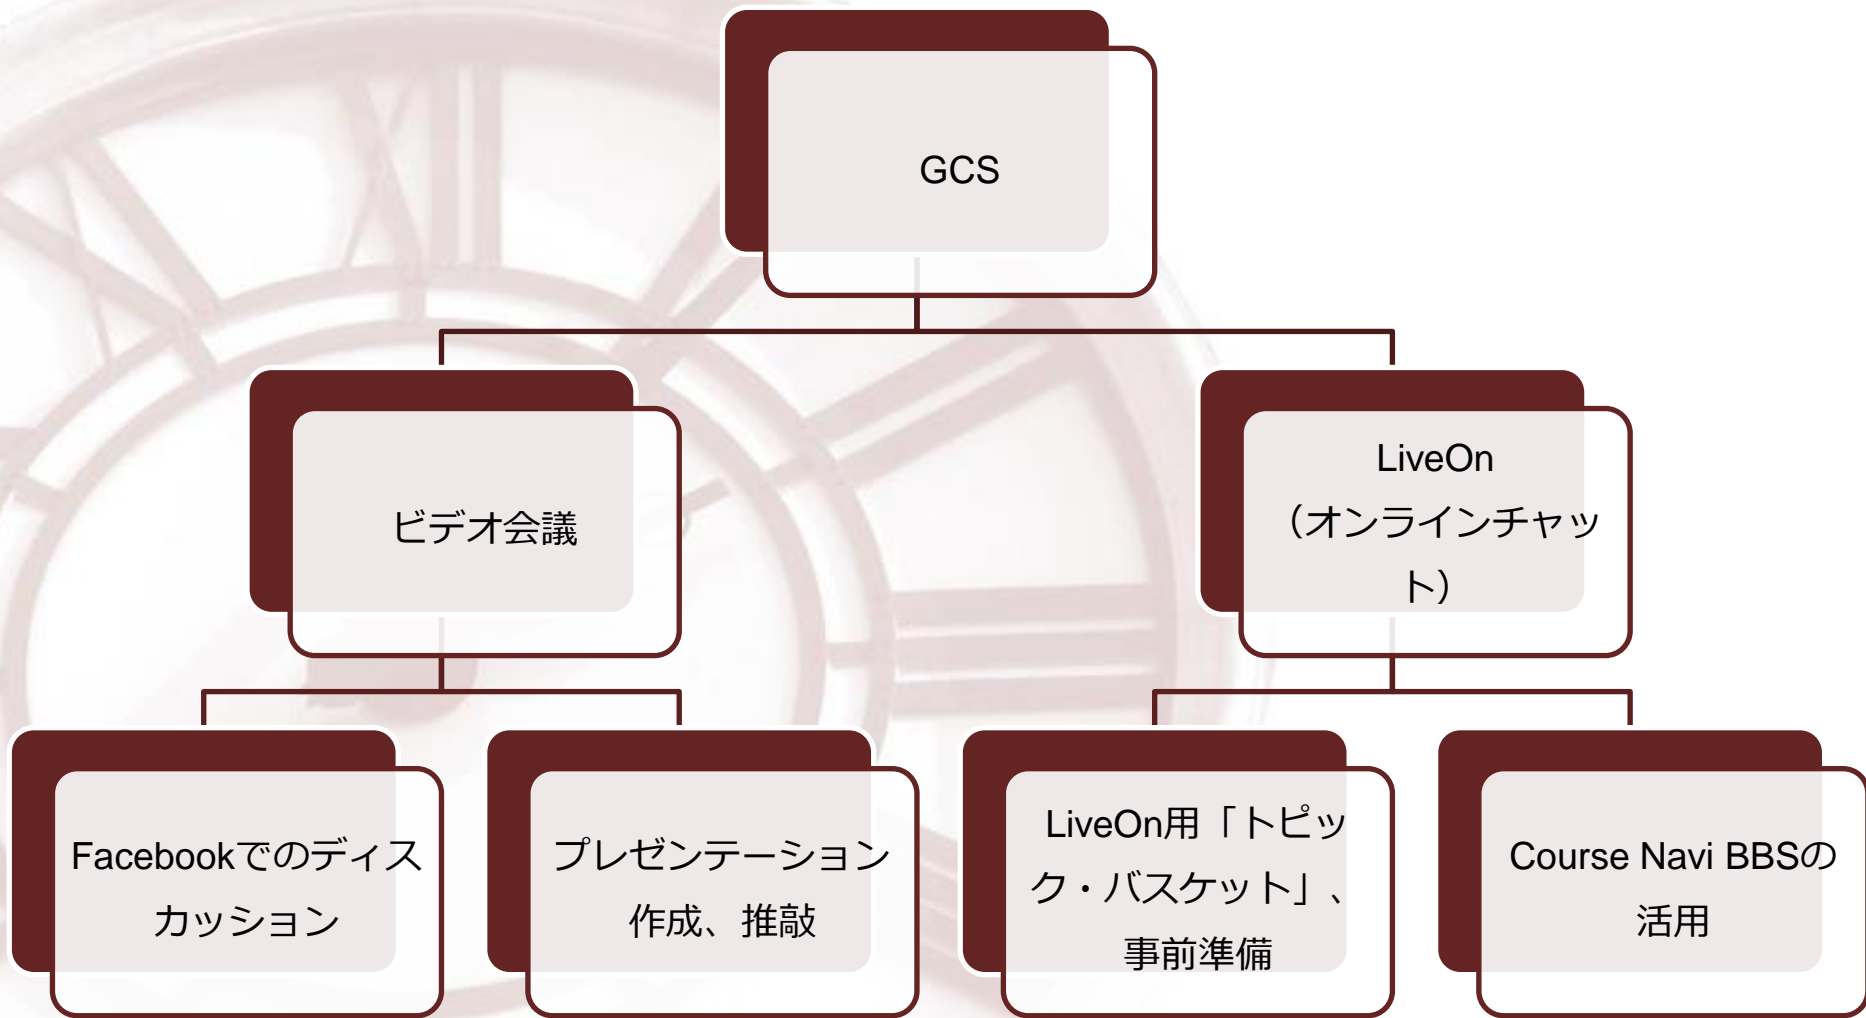 GCS
ビデオ会議
LiveOn
（オンラインチャッ
ト）
Facebookでのディス
カッション
プレゼンテーション
作成、推敲
LiveOn用「トピッ
ク・バスケット」、
事前準備
Course Navi BBSの
活用